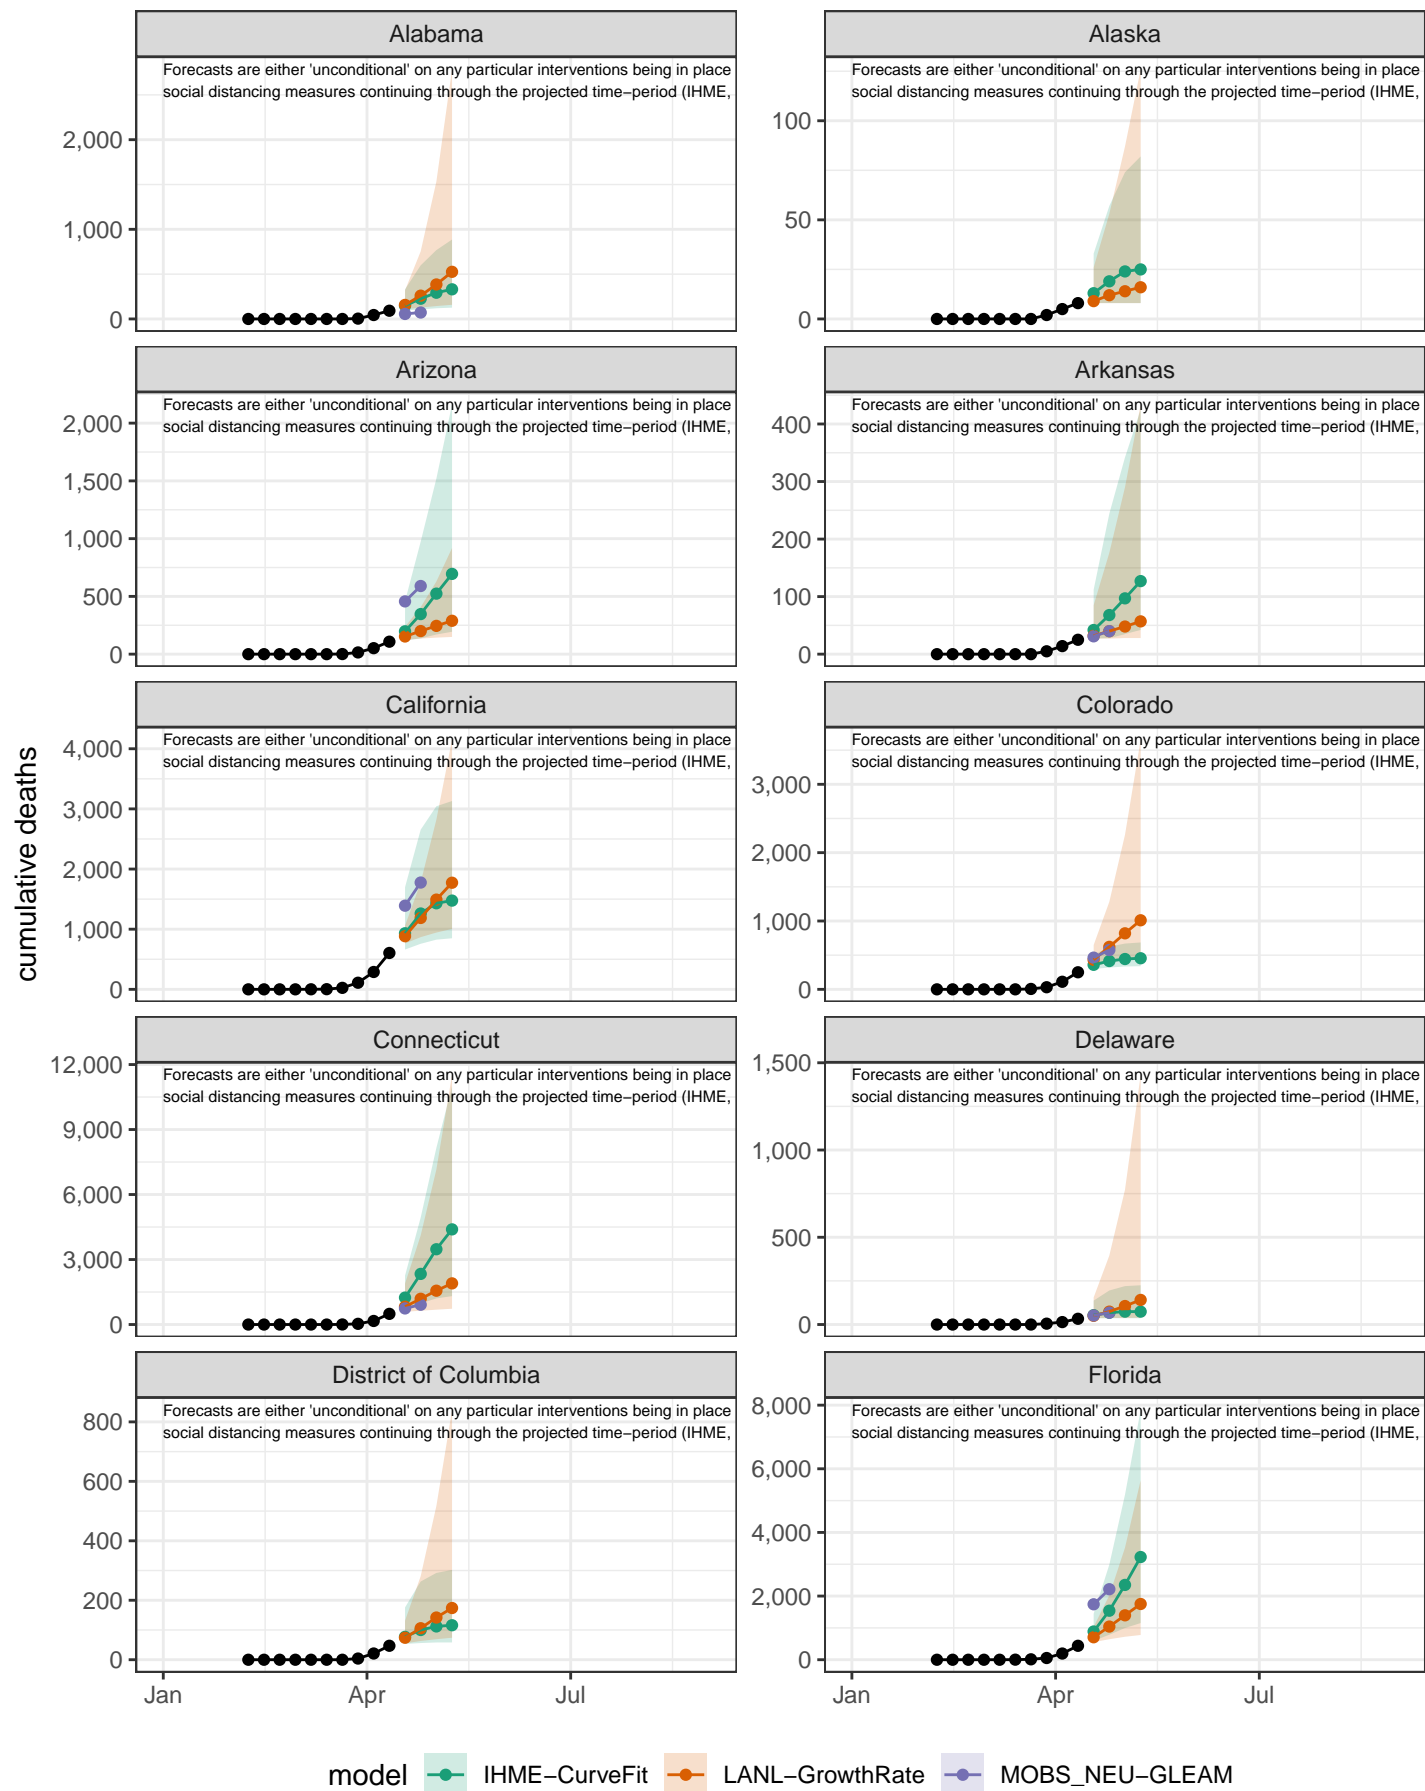 Alabama
Forecasts are either 'unconditional' on any particular interventions being in place
social distancing measures continuing through the projected time−period (IHME,
2,000
1,000
0
Alaska
Forecasts are either 'unconditional' on any particular interventions being in place
social distancing measures continuing through the projected time−period (IHME,
100
50
0
Arizona
Forecasts are either 'unconditional' on any particular interventions being in place
social distancing measures continuing through the projected time−period (IHME,
2,000
1,500
1,000
500
0
Arkansas
Forecasts are either 'unconditional' on any particular interventions being in place
social distancing measures continuing through the projected time−period (IHME,
400
300
200
100
0
cumulative deaths
California
Forecasts are either 'unconditional' on any particular interventions being in place
social distancing measures continuing through the projected time−period (IHME,
4,000
3,000
2,000
1,000
0
Colorado
Forecasts are either 'unconditional' on any particular interventions being in place
social distancing measures continuing through the projected time−period (IHME,
3,000
2,000
1,000
0
Connecticut
12,000
Forecasts are either 'unconditional' on any particular interventions being in place
social distancing measures continuing through the projected time−period (IHME,
9,000
6,000
3,000
0
Delaware
1,500
Forecasts are either 'unconditional' on any particular interventions being in place
social distancing measures continuing through the projected time−period (IHME,
1,000
500
0
District of Columbia
Forecasts are either 'unconditional' on any particular interventions being in place
social distancing measures continuing through the projected time−period (IHME,
800
600
400
200
0
Jan Apr Jul
Florida
8,000
Forecasts are either 'unconditional' on any particular interventions being in place
social distancing measures continuing through the projected time−period (IHME,
6,000
4,000
2,000
0
Jan Apr Jul
model IHME−CurveFit LANL−GrowthRate MOBS_NEU−GLEAM